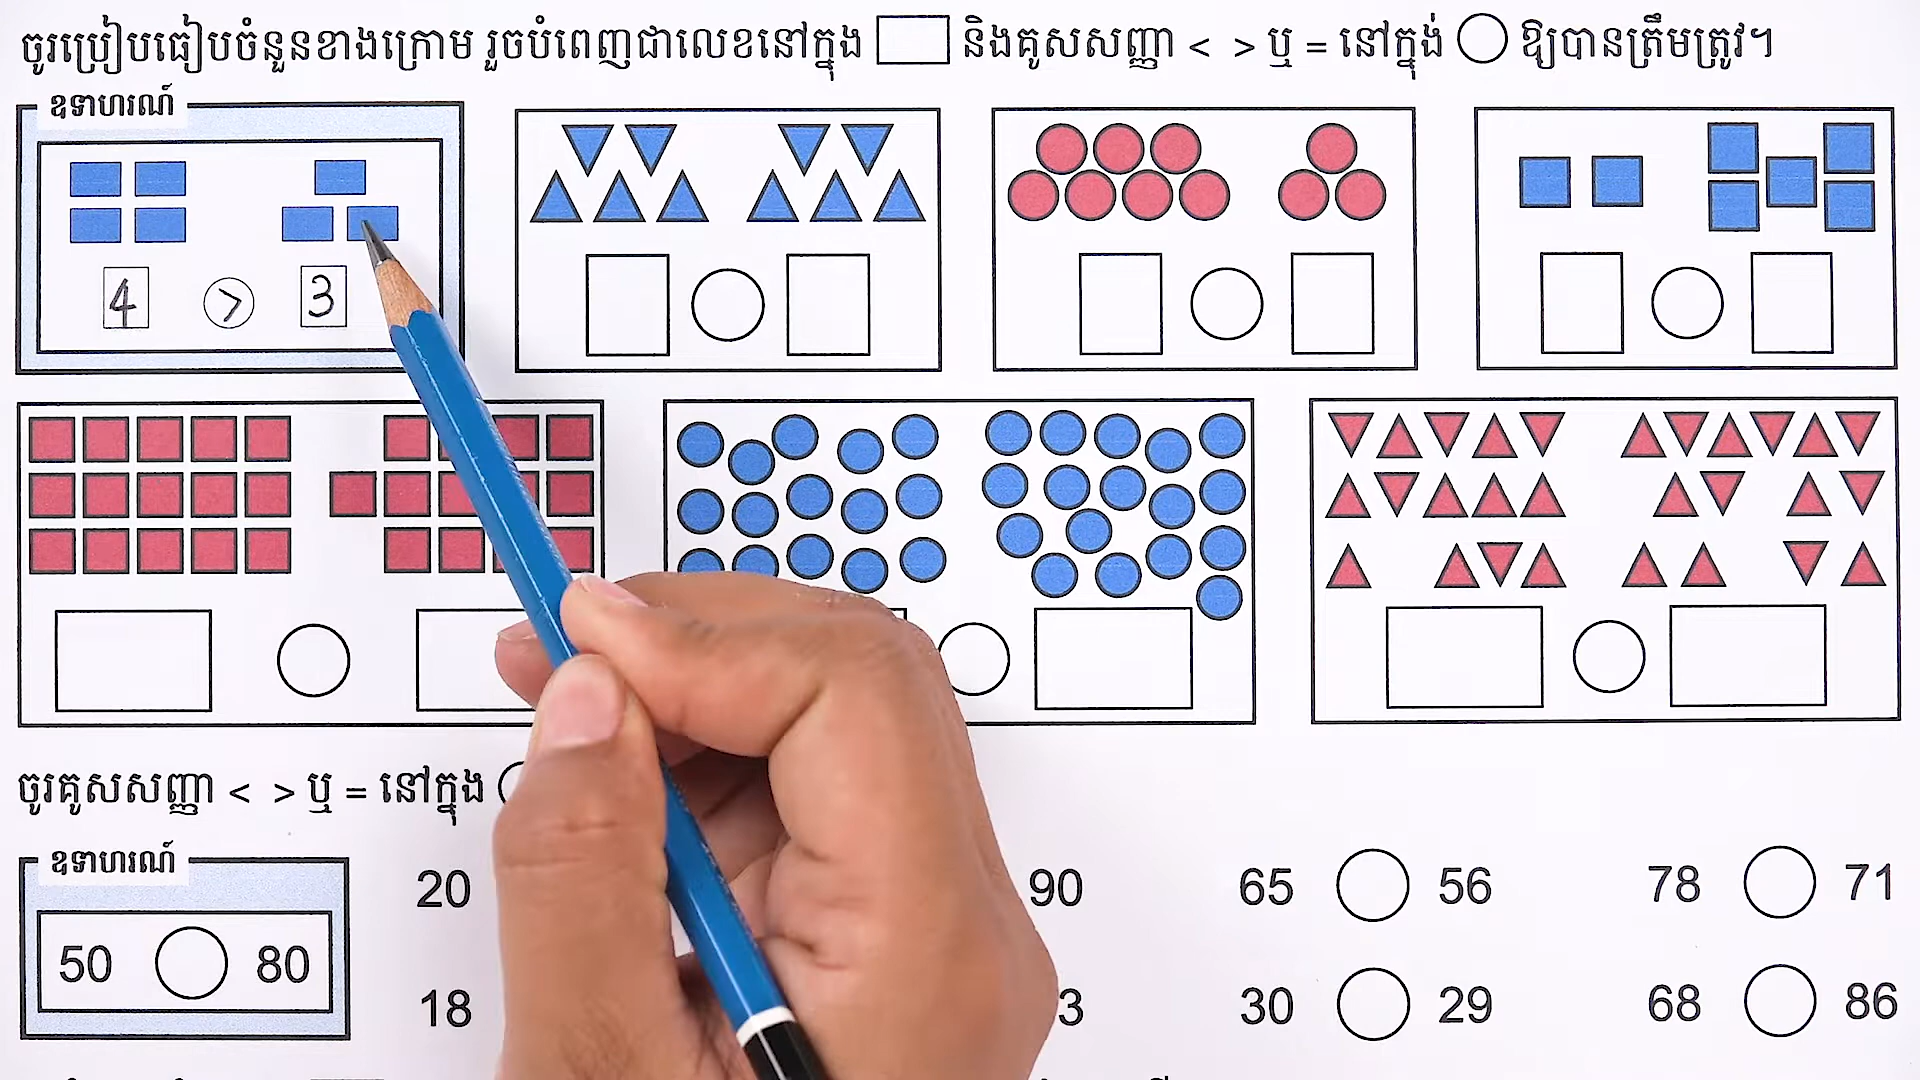 ចូរប្រៀបធៀបចំនួនខាងក្រោម រួចបំពេញជាលេខនៅក្នុង និងគូសសញ្ញា < > ឬ = នៅក្នុង់ ឱ្យបានត្រឹមត្រូវ។
ឧទាហរណ៍
4 > 3
ចូរគូសសញ្ញា < > ឬ = នៅក្នុង
ឧទាហរណ៍
50 80
20 90 65 56 78 71
18 3 30 29 68 86